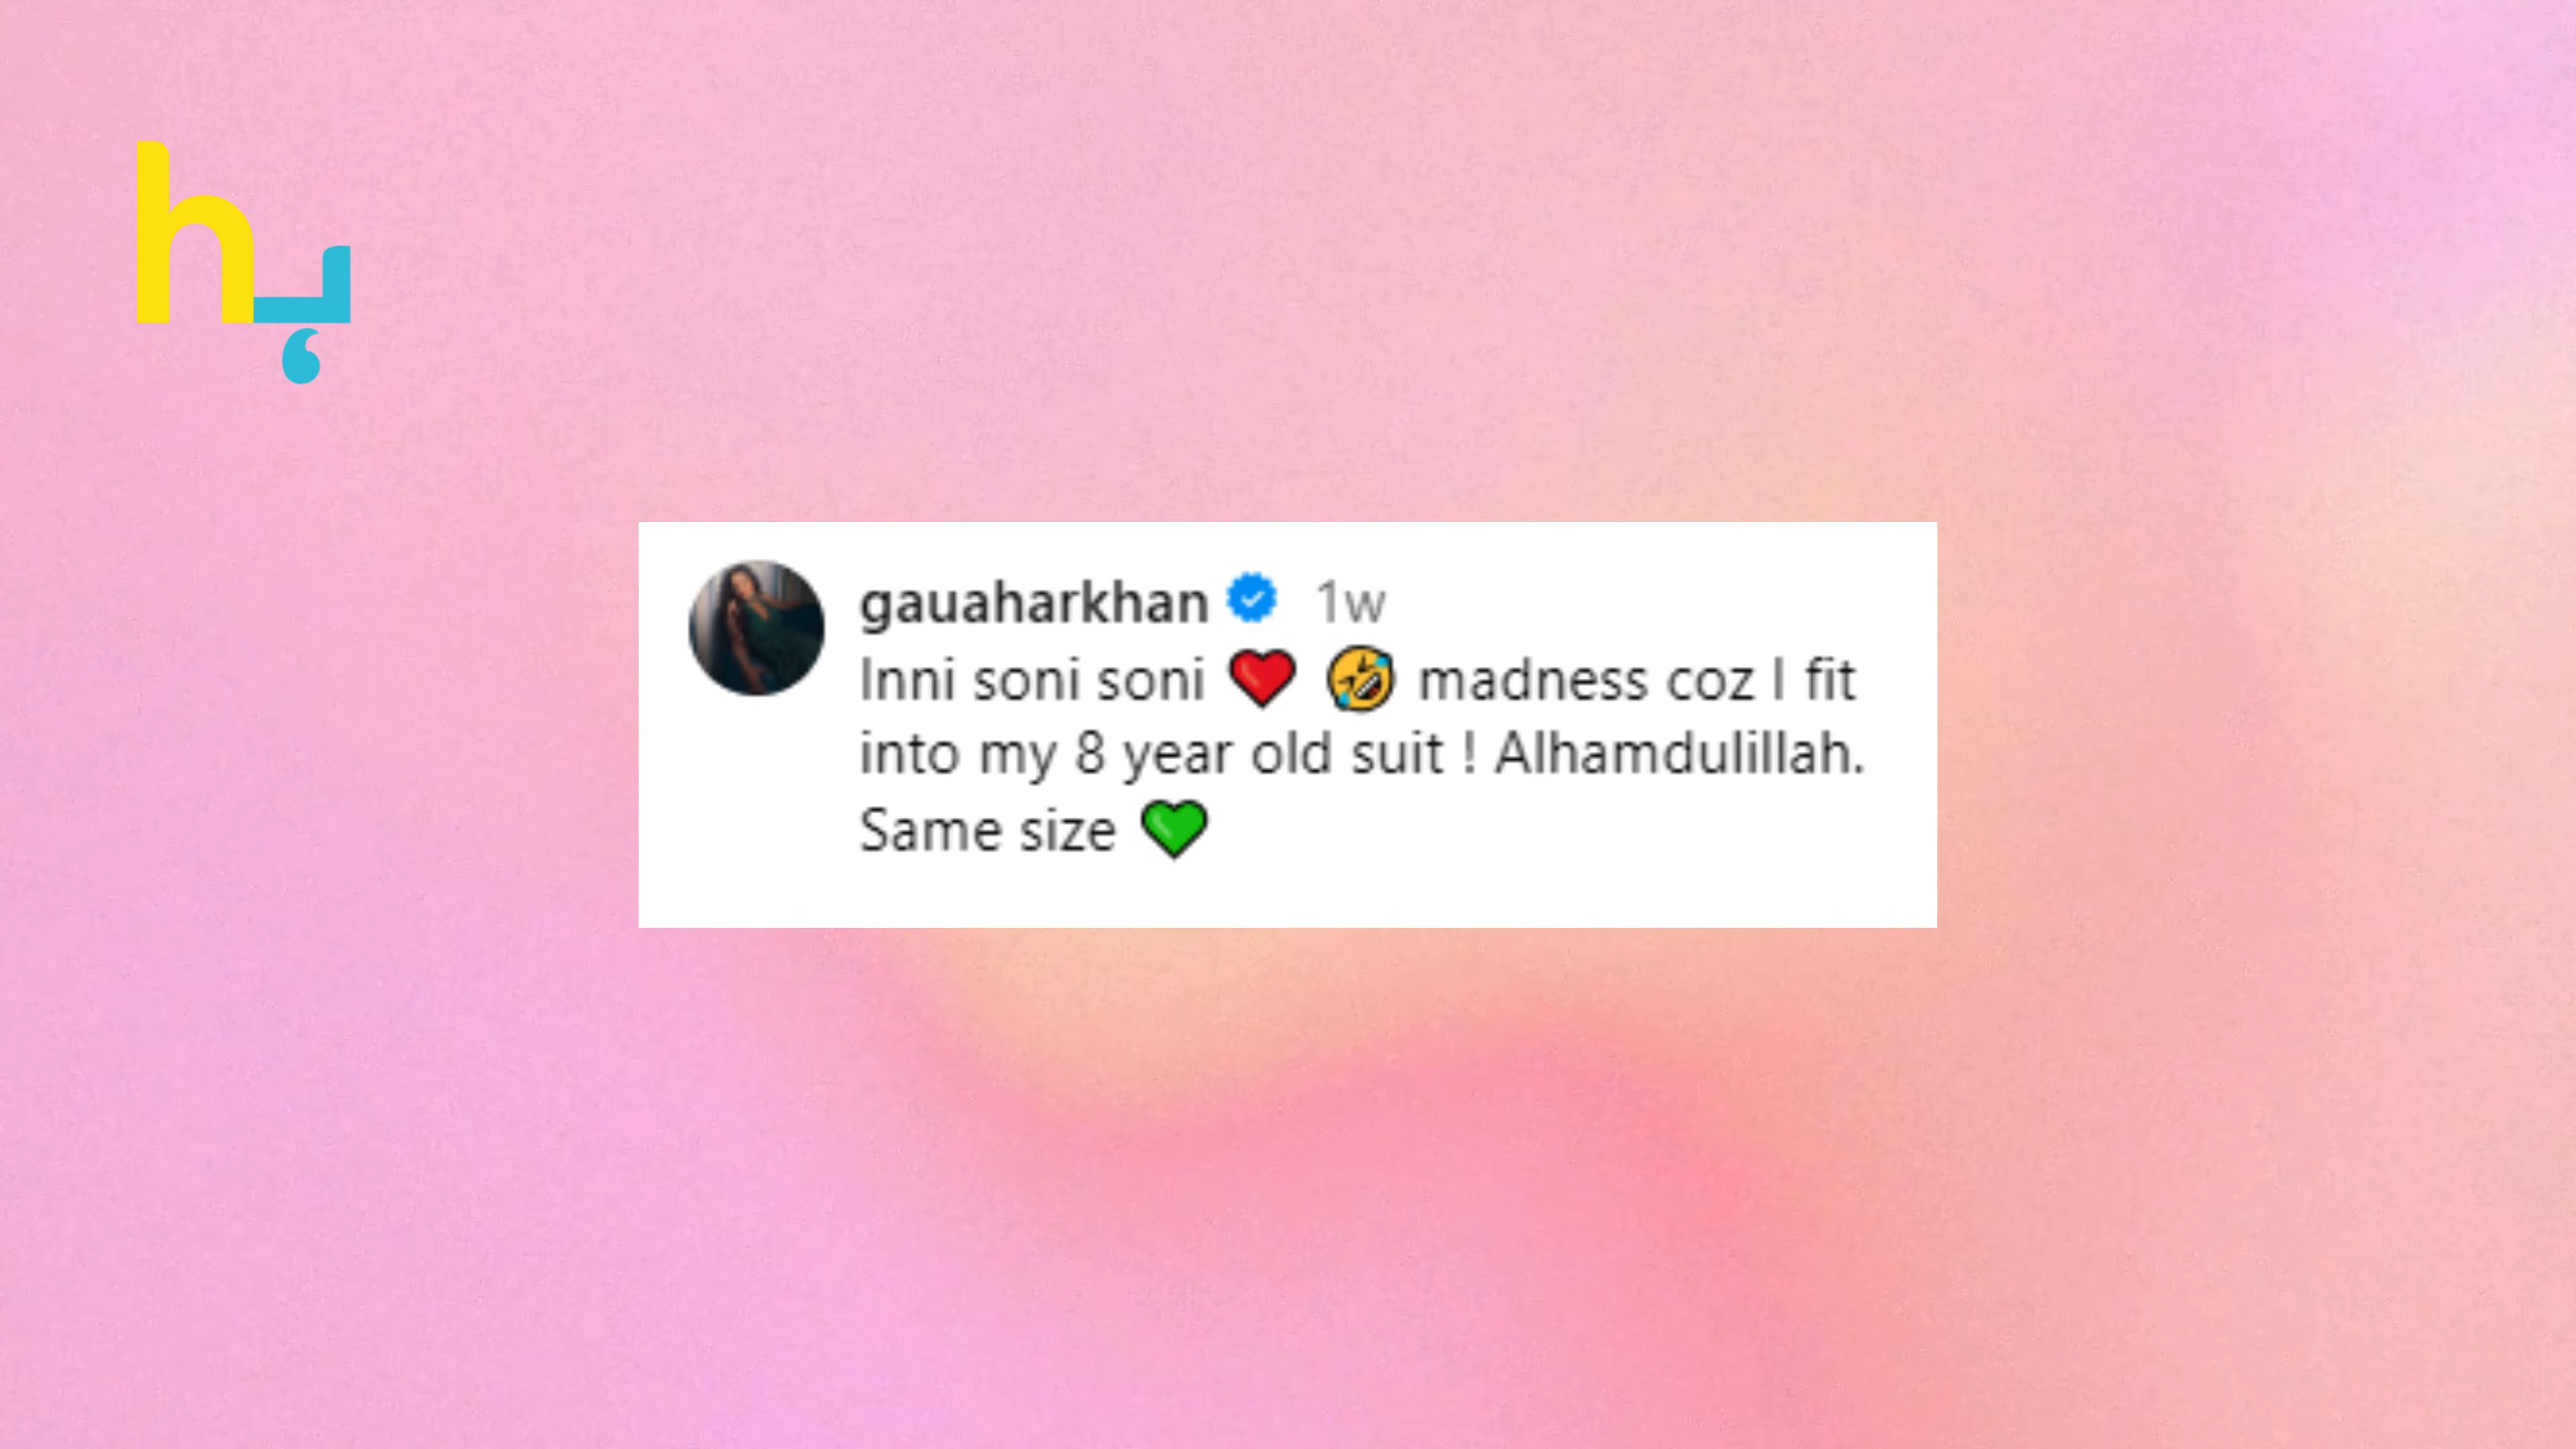 h
gauaharkhan 1w
Inni soni soni ❤️ 🤣 madness coz I fit
into my 8 year old suit ! Alhamdulillah.
Same size 💚